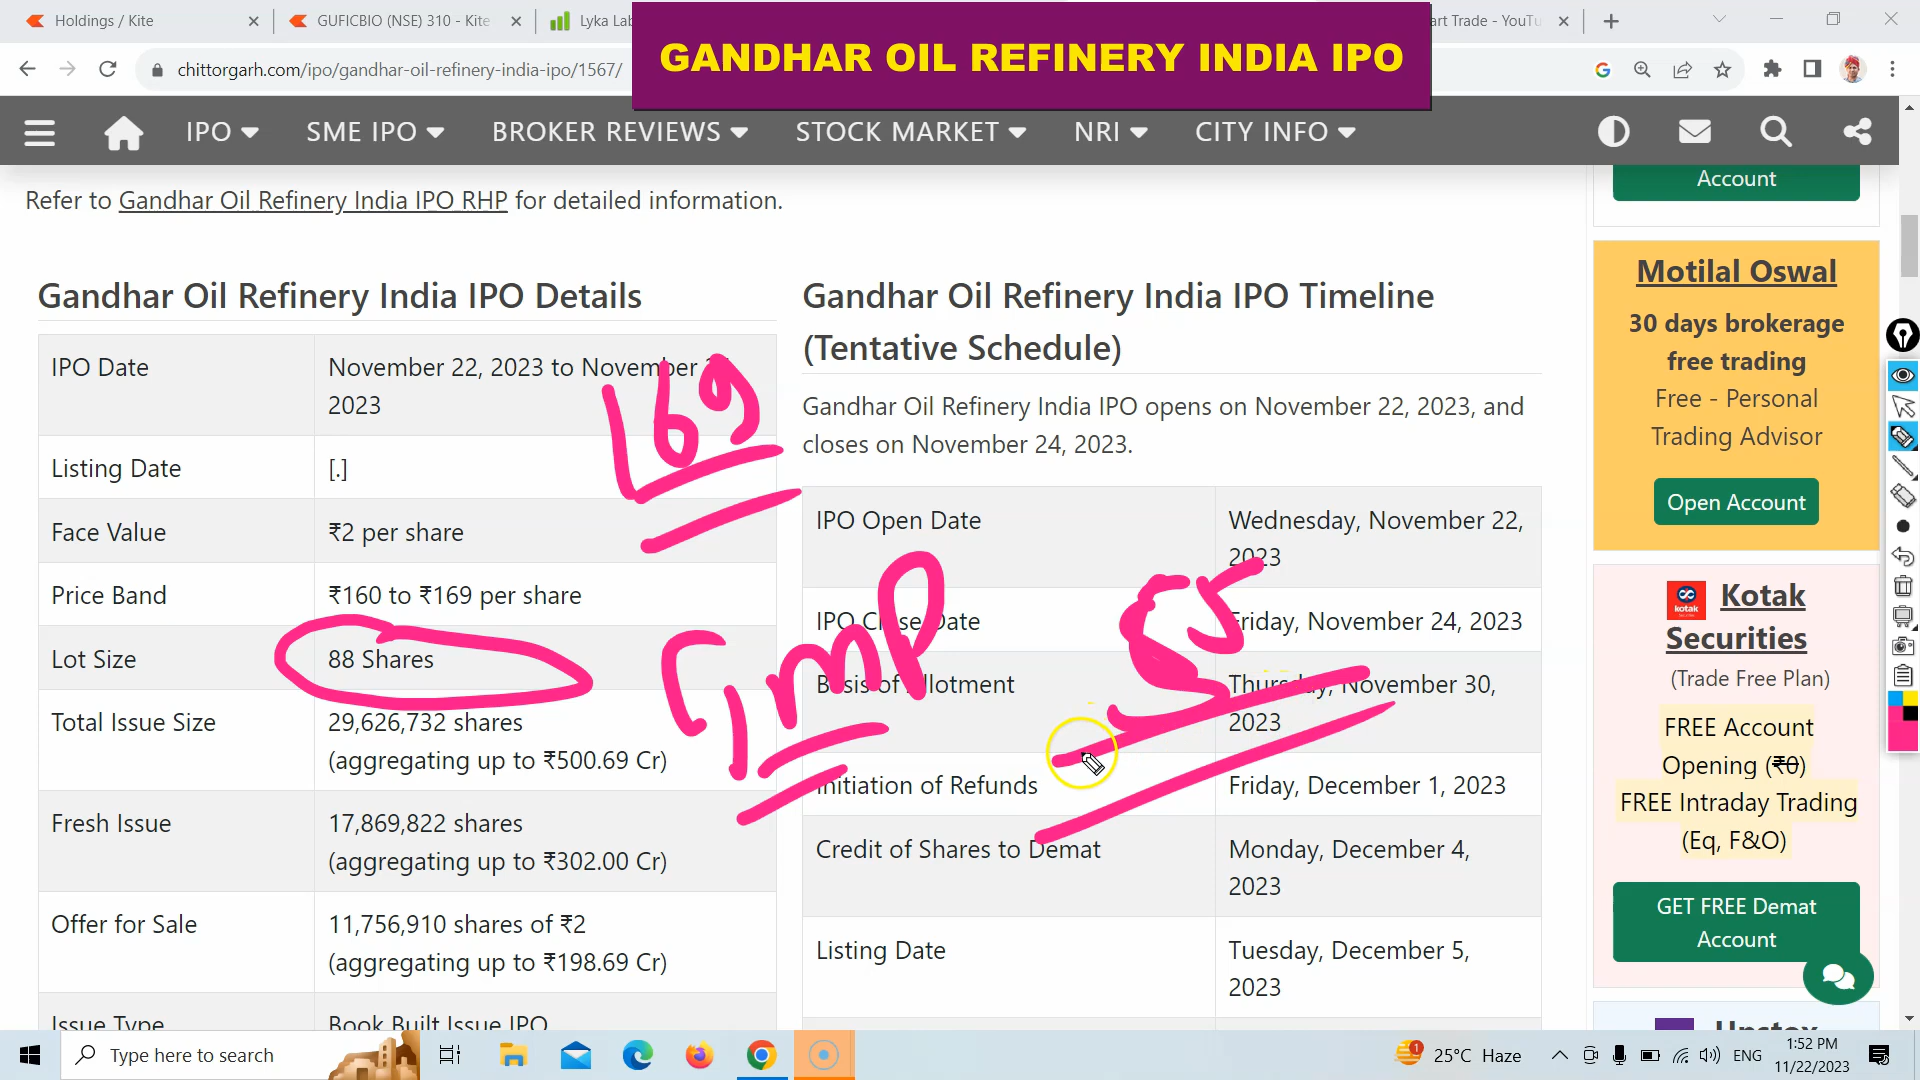 Holdings / Kite
GUFICBIO (NSE) 310 - Kite
Lyka Lab
art Trade - YouTu
GANDHAR OIL REFINERY INDIA IPO
chittorgarh.com/ipo/gandhar-oil-refinery-india-ipo/1567/
IPO SME IPO BROKER REVIEWS STOCK MARKET NRI CITY INFO
Refer to Gandhar Oil Refinery India IPO RHP for detailed information.
Gandhar Oil Refinery India IPO Details
IPO Date November 22, 2023 to November
2023
Listing Date [.]
Face Value ₹2 per share
Price Band ₹160 to ₹169 per share
Lot Size 88 Shares
Total Issue Size 29,626,732 shares
(aggregating up to ₹500.69 Cr)
Fresh Issue 17,869,822 shares
(aggregating up to ₹302.00 Cr)
Offer for Sale 11,756,910 shares of ₹2
(aggregating up to ₹198.69 Cr)
Issue Type Book Built Issue IPO
169
GMP
65
Gandhar Oil Refinery India IPO Timeline
(Tentative Schedule)
Gandhar Oil Refinery India IPO opens on November 22, 2023, and
closes on November 24, 2023.
IPO Open Date Wednesday, November 22,
2023
IPO Close Date Friday, November 24, 2023
Basis of Allotment Thursday, November 30,
2023
Initiation of Refunds Friday, December 1, 2023
Credit of Shares to Demat Monday, December 4,
2023
Listing Date Tuesday, December 5,
2023
Account
Motilal Oswal
30 days brokerage
free trading
Free - Personal
Trading Advisor
Open Account
kotak
Kotak
Securities
(Trade Free Plan)
FREE Account
Opening (₹0)
FREE Intraday Trading
(Eq, F&O)
GET FREE Demat
Account
Upstox
Type here to search
1
25°C Haze
ENG
1:52 PM
11/22/2023